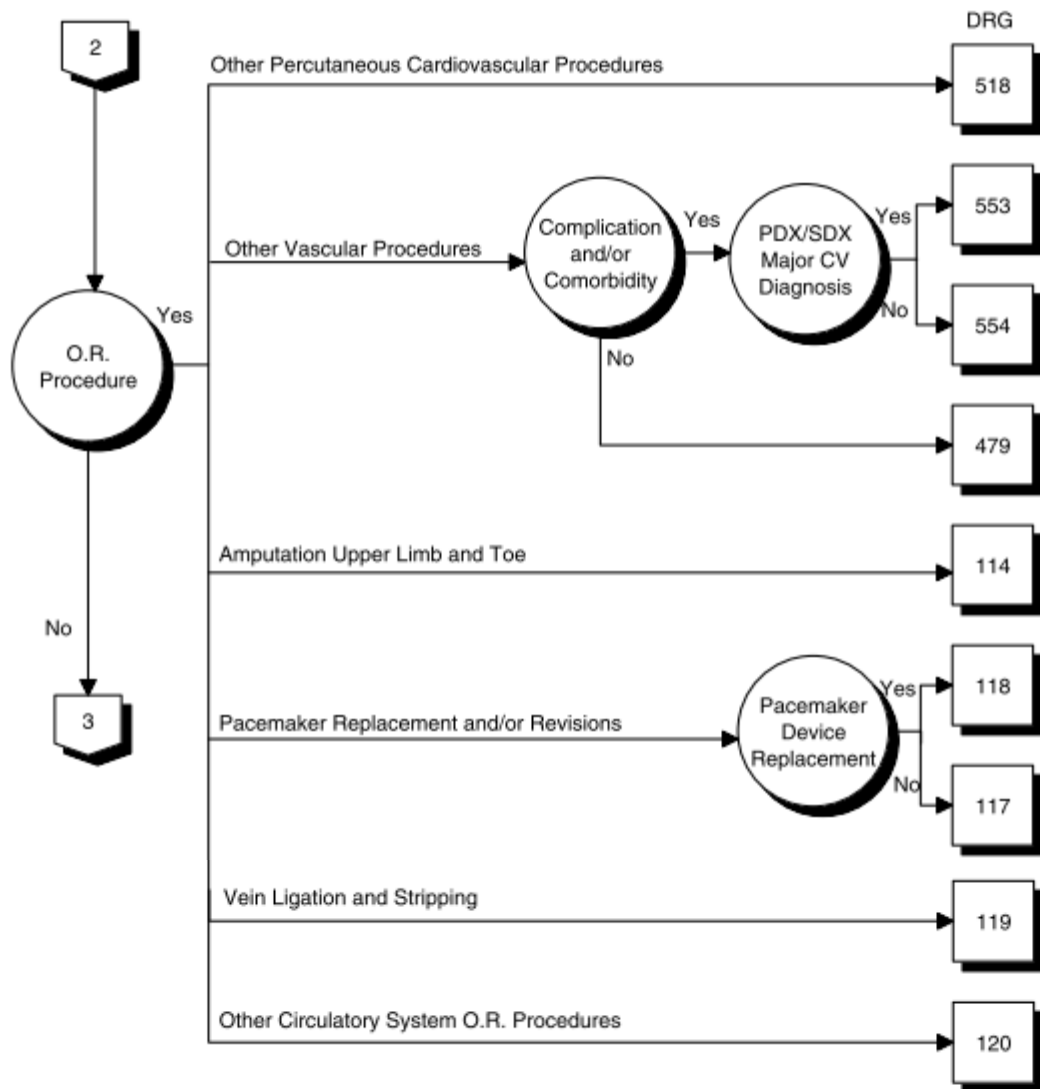 DRG
2
Other Percutaneous Cardiovascular Procedures
518
Other Vascular Procedures
Complication
and/or
Comorbidity
Yes
No
PDX/SDX
Major CV
Diagnosis
Yes
553
No
554
479
O.R.
Procedure
Yes
No
3
Amputation Upper Limb and Toe
114
Pacemaker Replacement and/or Revisions
Pacemaker
Device
Replacement
Yes
118
No
117
Vein Ligation and Stripping
119
Other Circulatory System O.R. Procedures
120